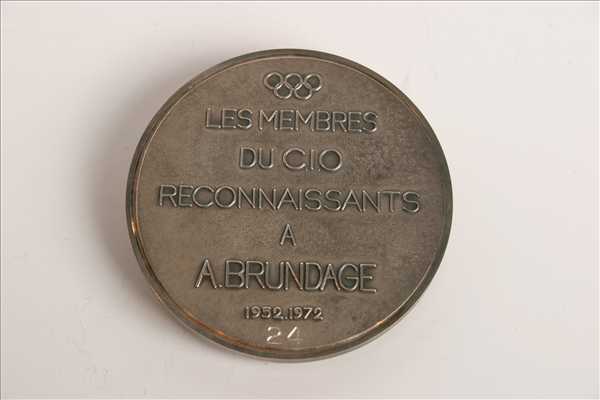 LES MEMBRES
DU C.I.O
RECONNAISSANTS
A
A.BRUNDAGE
1952.1972
24